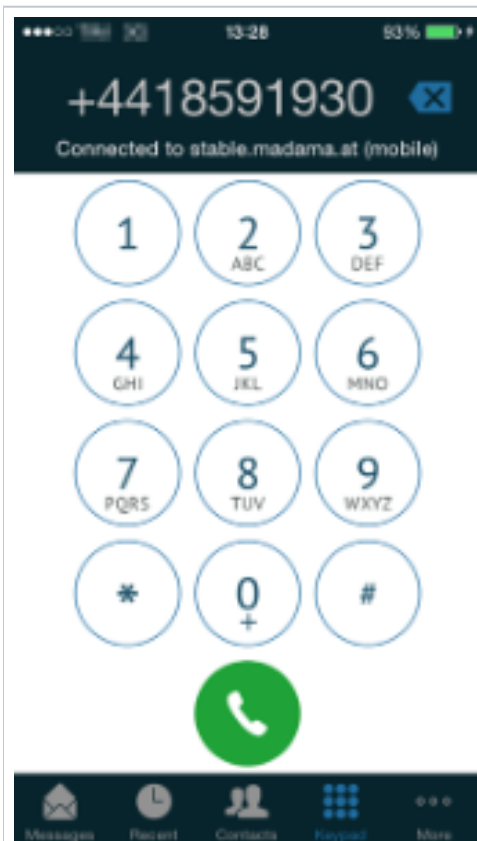 13:28 93%
+4418591930
Connected to stable.madama.at (mobile)
1 2 3
ABC DEF
4 5 6
GHI JKL MNO
7 8 9
PQRS TUV WXYZ
* 0 #
+
Messages Recent Contacts Keypad More